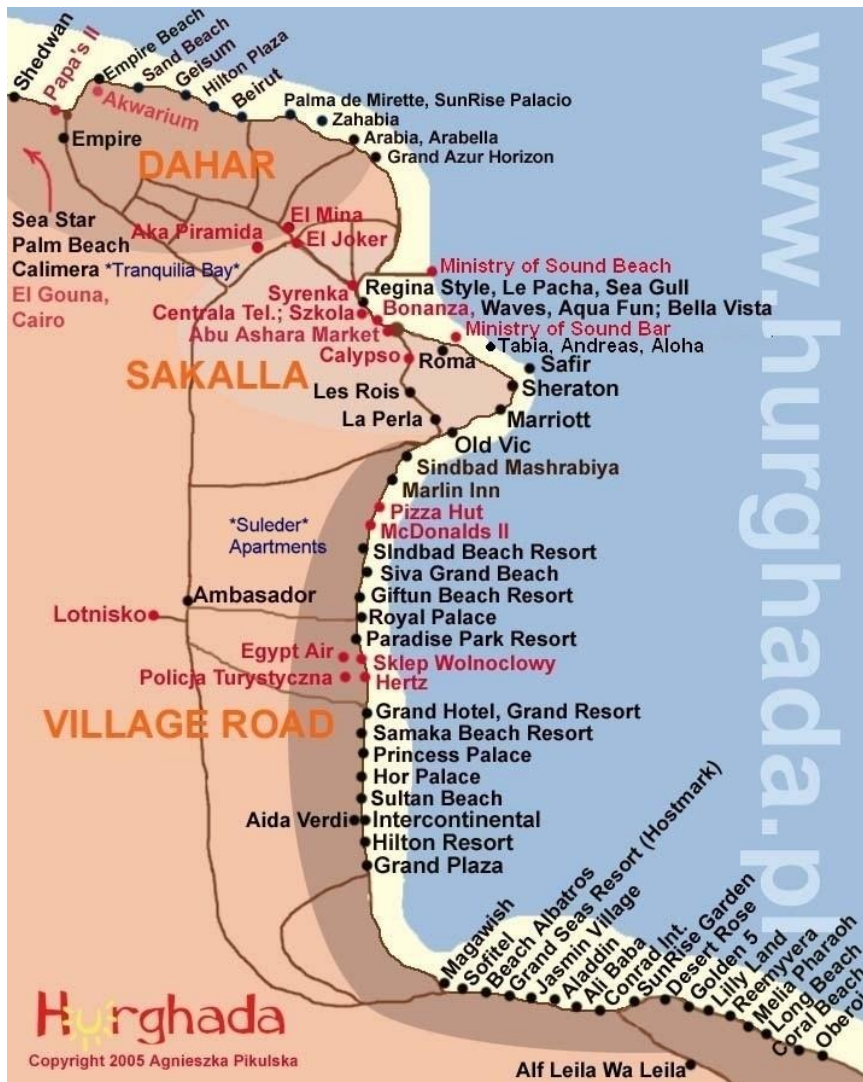 www.hurghada.pl
Shedwan
Papa's II
Empire Beach
Sand Beach
Geisum
Hilton Plaza
Beirut
Akwarium
Palma de Mirette, SunRise Palacio
Zahabia
Empire
Arabia, Arabella
Grand Azur Horizon
DAHAR
Sea Star
Palm Beach
Calimera *Tranquilia Bay*
El Gouna,
Cairo
El Mina
Aka Piramida
El Joker
Ministry of Sound Beach
Syrenka
Regina Style, Le Pacha, Sea Gull
Centrala Tel.; Szkola
Bonanza, Waves, Aqua Fun; Bella Vista
Abu Ashara Market
Ministry of Sound Bar
Tabia, Andreas, Aloha
Calypso
Roma
Safir
SAKALLA
Les Rois
Sheraton
La Perla
Marriott
Old Vic
Sindbad Mashrabiya
Marlin Inn
Pizza Hut
*Suleder*
Apartments
McDonalds II
SIndbad Beach Resort
Siva Grand Beach
Ambasador
Giftun Beach Resort
Lotnisko
Royal Palace
Paradise Park Resort
Egypt Air
Sklep Wolnoclowy
Policja Turystyczna
Hertz
VILLAGE ROAD
Grand Hotel, Grand Resort
Samaka Beach Resort
Princess Palace
Hor Palace
Sultan Beach
Aida Verdi
Intercontinental
Hilton Resort
Grand Plaza
Magawish
Sofitel
Beach Albatros
Grand Seas Resort (Hostmark)
Jasmin Village
Aladdin
Ali Baba
Conrad Int.
SunRise Garden
Desert Rose
Golden 5
Lilly Land
Reemyvera
Melia Pharaoh
Long Beach
Coral Beach
Obero
Alf Leila Wa Leila
Hurghada
Copyright 2005 Agnieszka Pikulska